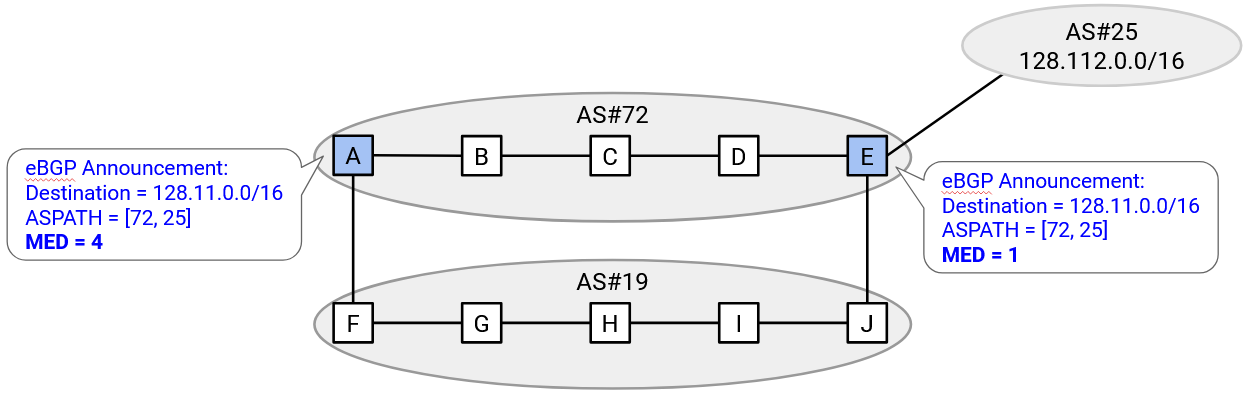 AS#25
128.112.0.0/16
AS#72
A
B
C
D
E
eBGP Announcement:
Destination = 128.11.0.0/16
ASPATH = [72, 25]
MED = 4
eBGP Announcement:
Destination = 128.11.0.0/16
ASPATH = [72, 25]
MED = 1
AS#19
F
G
H
I
J